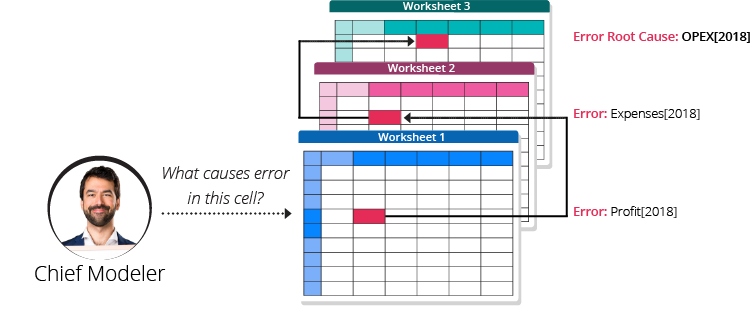 Worksheet 3
Error Root Cause: OPEX[2018]
Worksheet 2
Error: Expenses[2018]
Worksheet 1
What causes error
in this cell?
Error: Profit[2018]
Chief Modeler